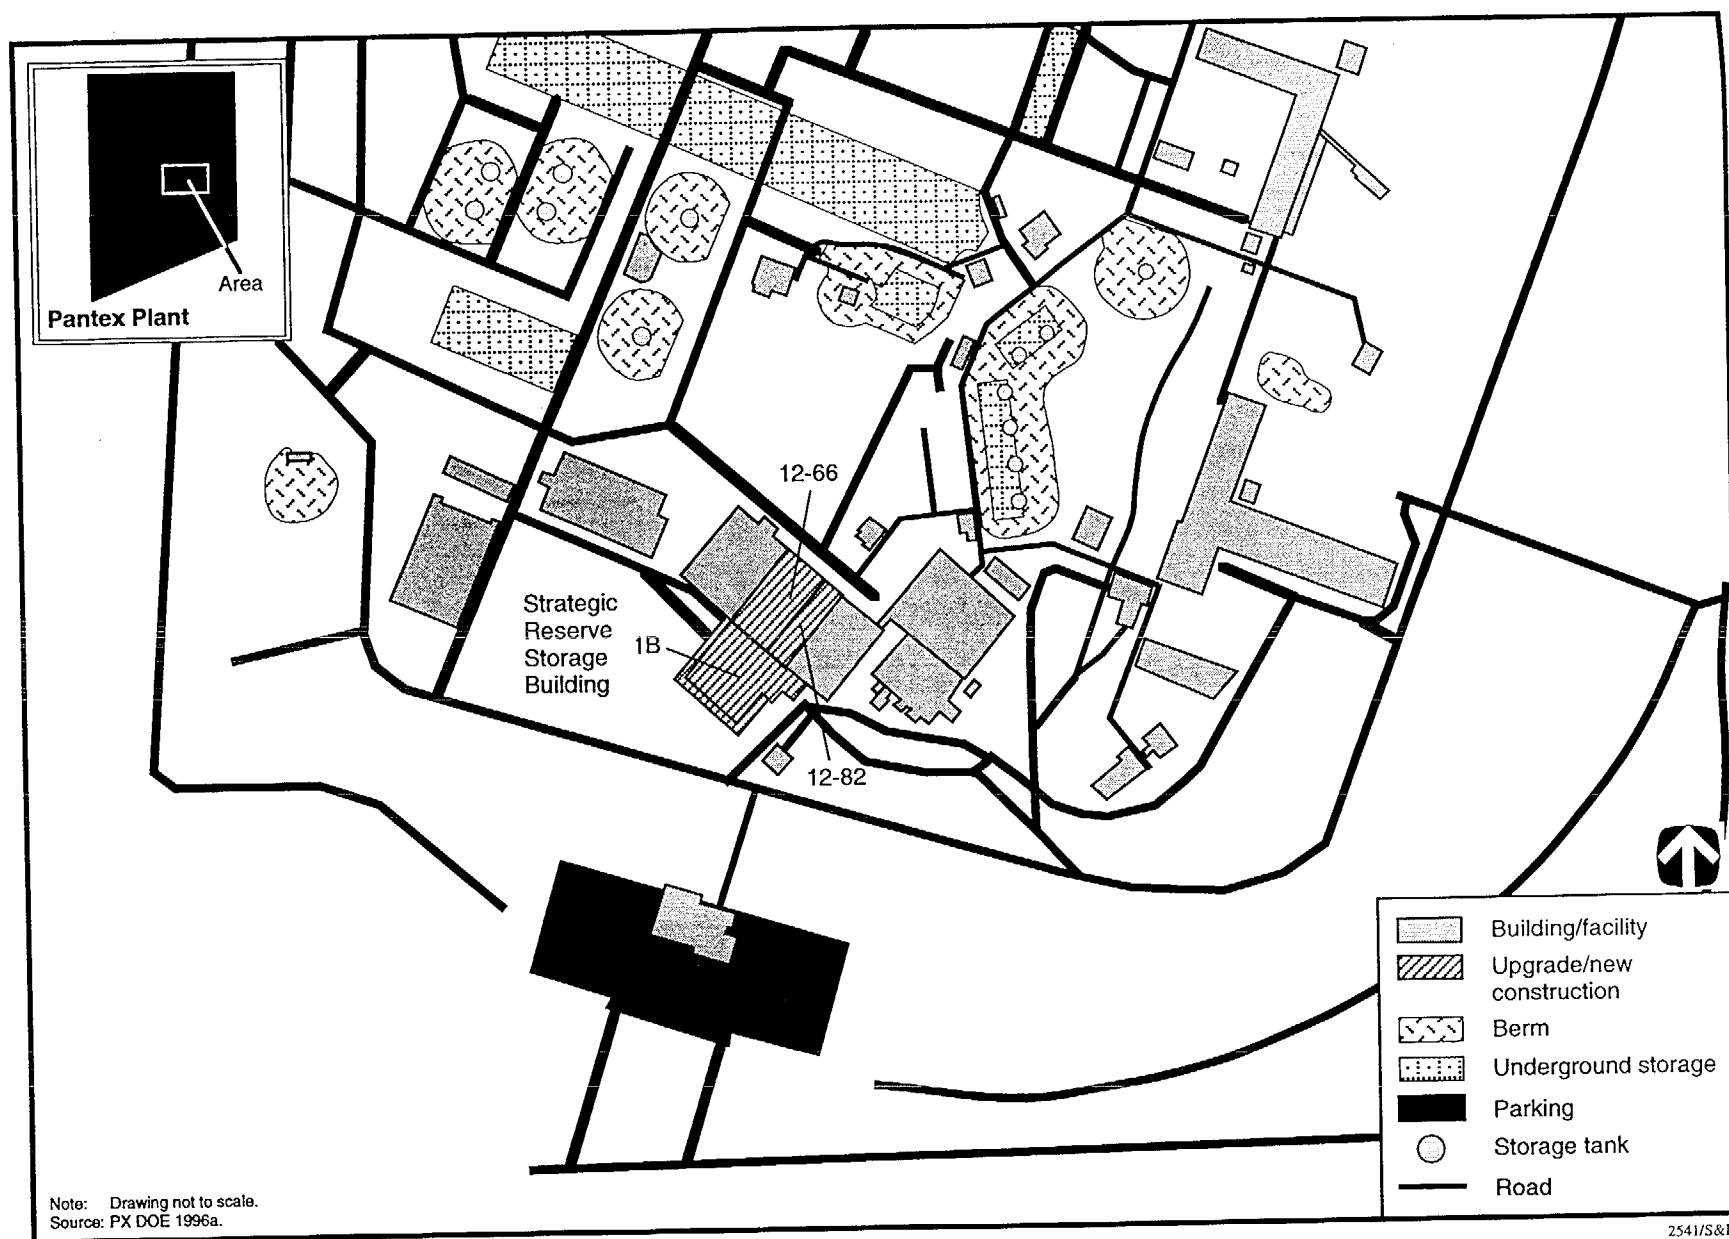 Area
Pantex Plant
12-66
Strategic
Reserve
Storage
Building
1B
12-82
Building/facility
Upgrade/new
construction
Berm
Underground storage
Parking
Storage tank
Road
Note: Drawing not to scale.
Source: PX DOE 1996a.